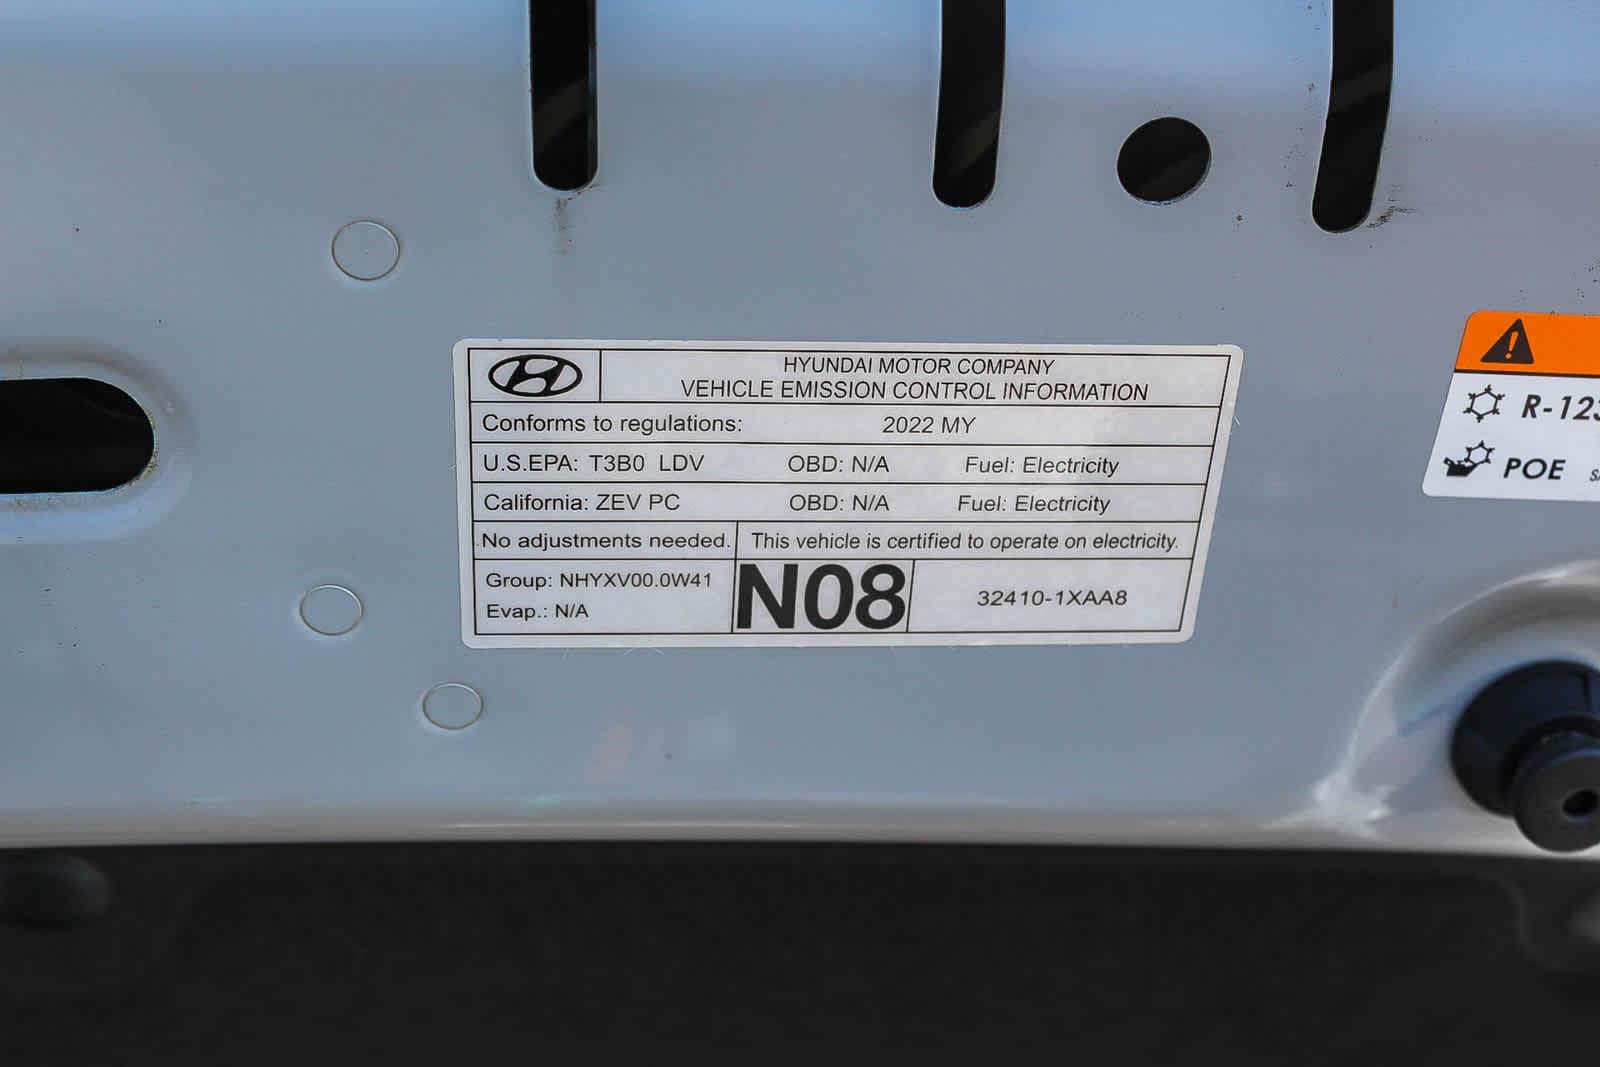 HYUNDAI MOTOR COMPANY
VEHICLE EMISSION CONTROL INFORMATION
Conforms to regulations: 2022 MY
U.S.EPA: T3B0 LDV OBD: N/A Fuel: Electricity
California: ZEV PC OBD: N/A Fuel: Electricity
No adjustments needed. This vehicle is certified to operate on electricity.
Group: NHYXV00.0W41
Evap.: N/A
N08
32410-1XAA8
R-123
POE